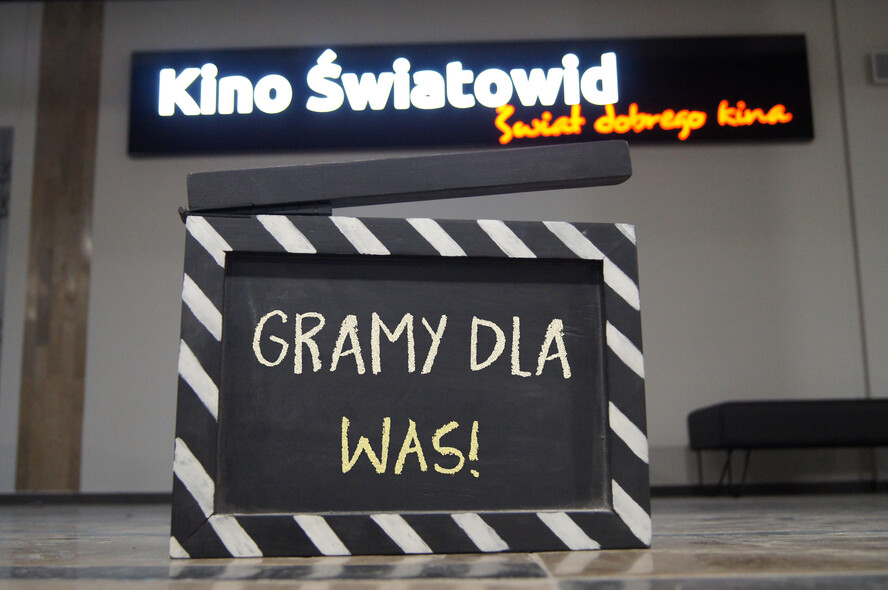 Kino Światowid
Świat dobrego kina
GRAMY DLA
WAS!